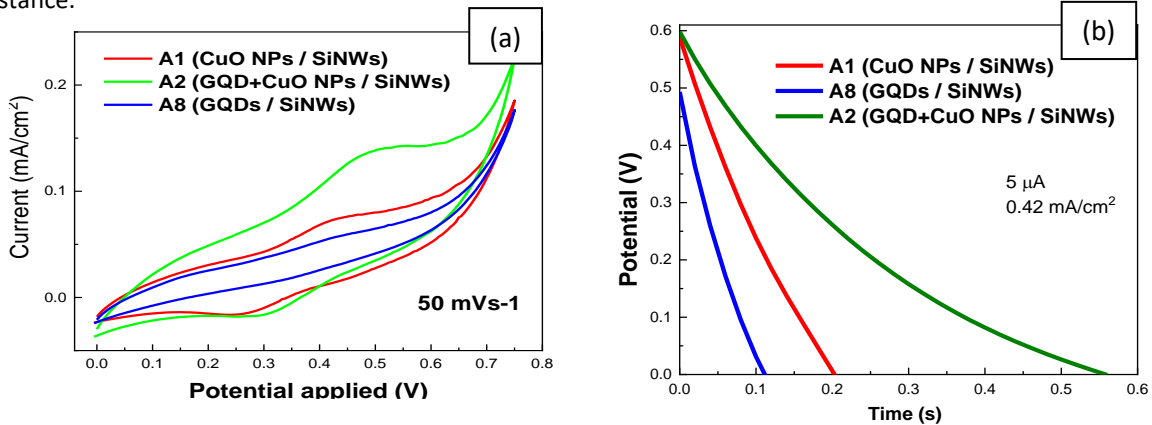 stance.
(a)
A1 (CuO NPs / SiNWs)
A2 (GQD+CuO NPs / SiNWs)
A8 (GQDs / SiNWs)
Current (mA/cm²)
0.2
0.1
0.0
50 mVs-1
0.0 0.1 0.2 0.3 0.4 0.5 0.6 0.7 0.8
Potential applied (V)
(b)
A1 (CuO NPs / SiNWs)
A8 (GQDs / SiNWs)
A2 (GQD+CuO NPs / SiNWs)
5 μA
0.42 mA/cm²
Potential (V)
0.6
0.5
0.4
0.3
0.2
0.1
0.0
0.0 0.1 0.2 0.3 0.4 0.5 0.6
Time (s)